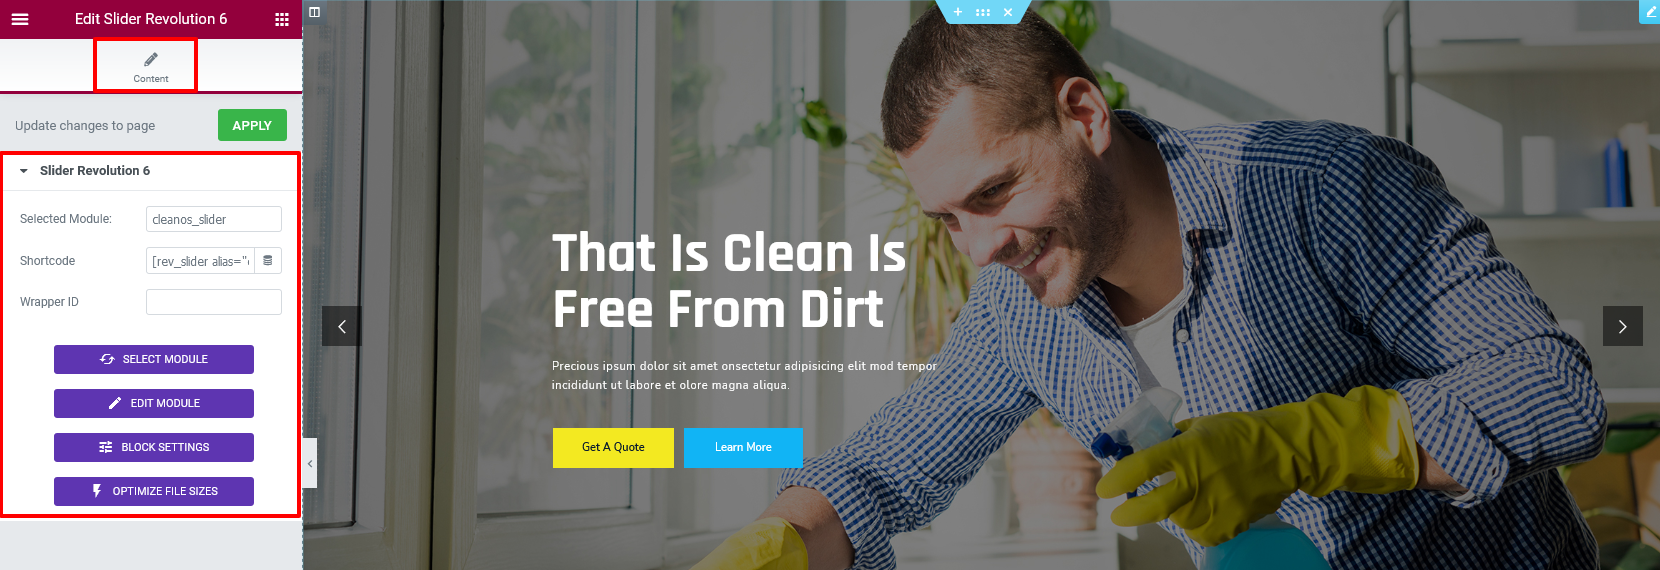 Edit Slider Revolution 6
Content
Update changes to page
APPLY
Slider Revolution 6
Selected Module:
cleanos_slider
Shortcode
[rev_slider alias="
Wrapper ID
SELECT MODULE
EDIT MODULE
BLOCK SETTINGS
OPTIMIZE FILE SIZES
That Is Clean Is
Free From Dirt
Precious ipsum dolor sit amet onsectetur adipisicing elit mod tempor
incididunt ut labore et olore magna aliqua.
Get A Quote
Learn More